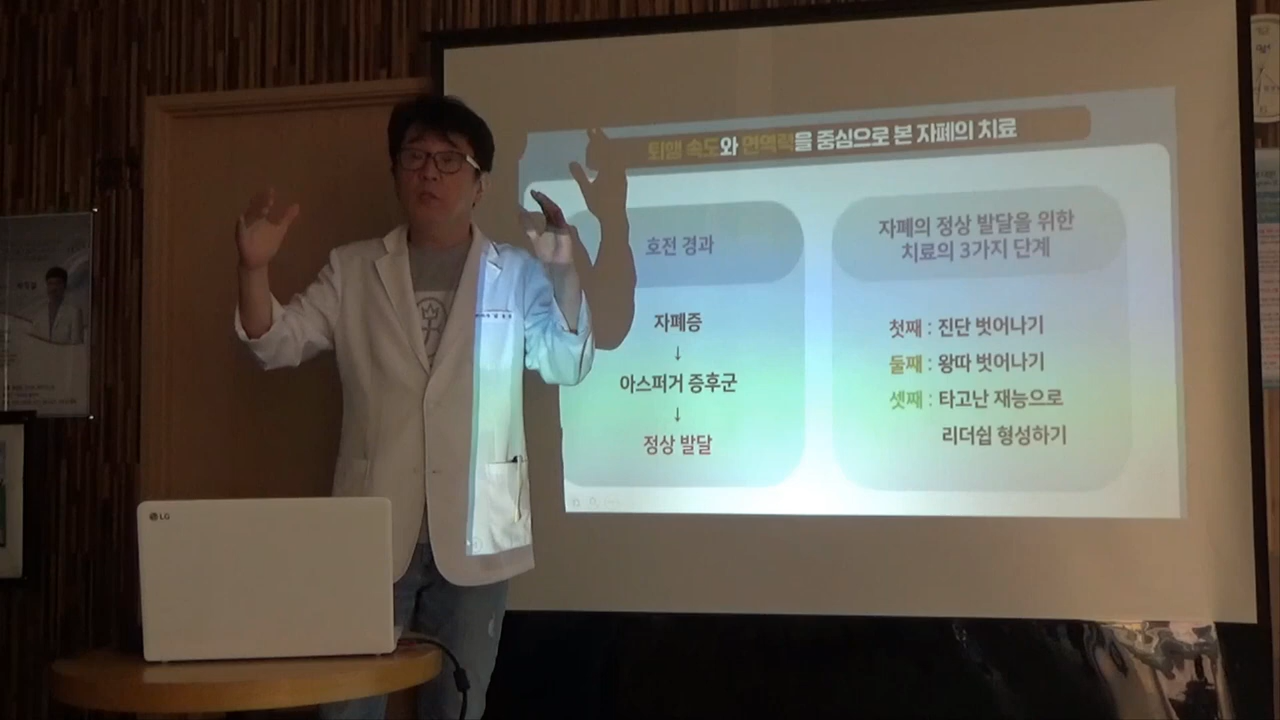 퇴행 속도와 면역력을 중심으로 본 자폐의 치료
호전 경과
자폐증
↓
아스퍼거 증후군
↓
정상 발달
자폐의 정상 발달을 위한
치료의 3가지 단계
첫째 : 진단 벗어나기
둘째 : 왕따 벗어나기
셋째 : 타고난 재능으로
리더쉽 형성하기
LG